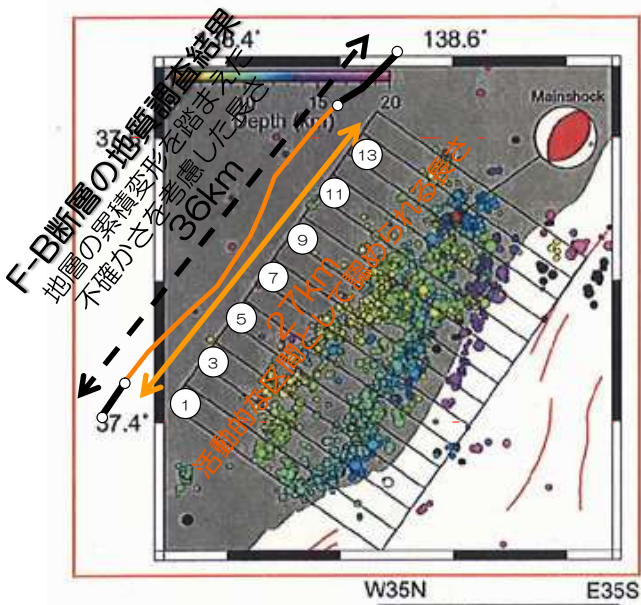 138.4° 138.6°
15 20
Depth (km)
Mainshock
37.4°
F-B断層の地質調査結果
地層の累積変形を踏まえた
不確かさを考慮した長さ
36km
27km
活動的な区間として認められる長さ
13
11
9
7
5
3
1
W35N E35S